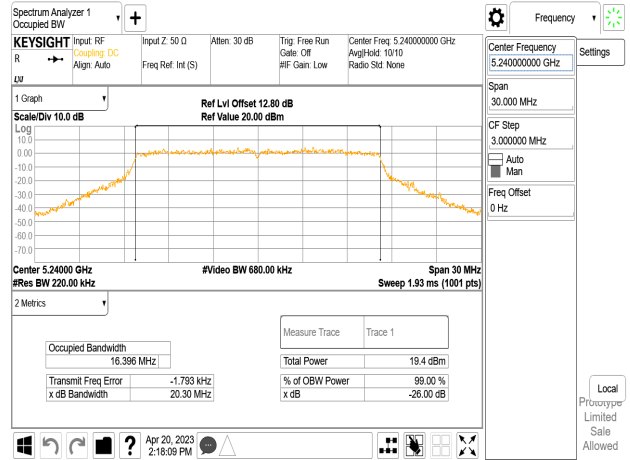 Spectrum Analyzer 1
Occupied BW
KEYSIGHT
R
LXI
Input: RF
Coupling: DC
Align: Auto
Input Z: 50 Ω
Freq Ref: Int (S)
Atten: 30 dB
Trig: Free Run
Gate: Off
#IF Gain: Low
Center Freq: 5.240000000 GHz
Avg|Hold: 10/10
Radio Std: None
1 Graph
Scale/Div 10.0 dB
Ref Lvl Offset 12.80 dB
Ref Value 20.00 dBm
Log
10.0
0.00
-10.0
-20.0
-30.0
-40.0
-50.0
-60.0
-70.0
Center 5.24000 GHz
#Video BW 680.00 kHz
Span 30 MHz
#Res BW 220.00 kHz
Sweep 1.93 ms (1001 pts)
2 Metrics
Measure Trace
Trace 1
Occupied Bandwidth
16.396 MHz
Total Power
19.4 dBm
Transmit Freq Error
-1.793 kHz
% of OBW Power
99.00 %
x dB Bandwidth
20.30 MHz
x dB
-26.00 dB
?
Apr 20, 2023
2:18:09 PM
Frequency
Center Frequency
5.240000000 GHz
Settings
Span
30.000 MHz
CF Step
3.000000 MHz
Auto
Man
Freq Offset
0 Hz
Local
Prototype
Limited
Sale
Allowed